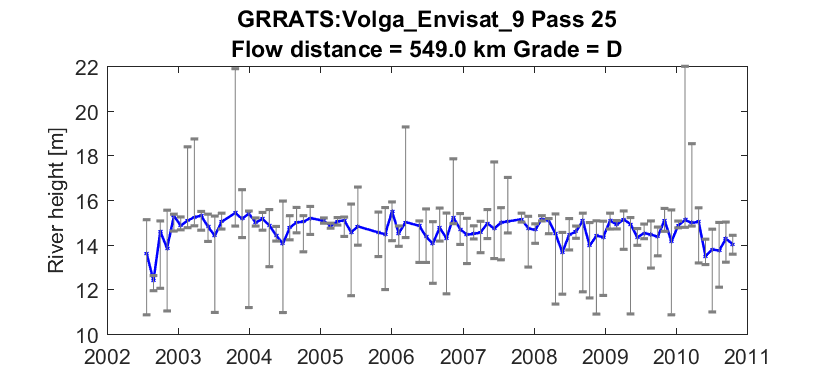 GRRATS:Volga_Envisat_9 Pass 25
Flow distance = 549.0 km Grade = D
River height [m]
22
20
18
16
14
12
10
2002 2003 2004 2005 2006 2007 2008 2009 2010 2011